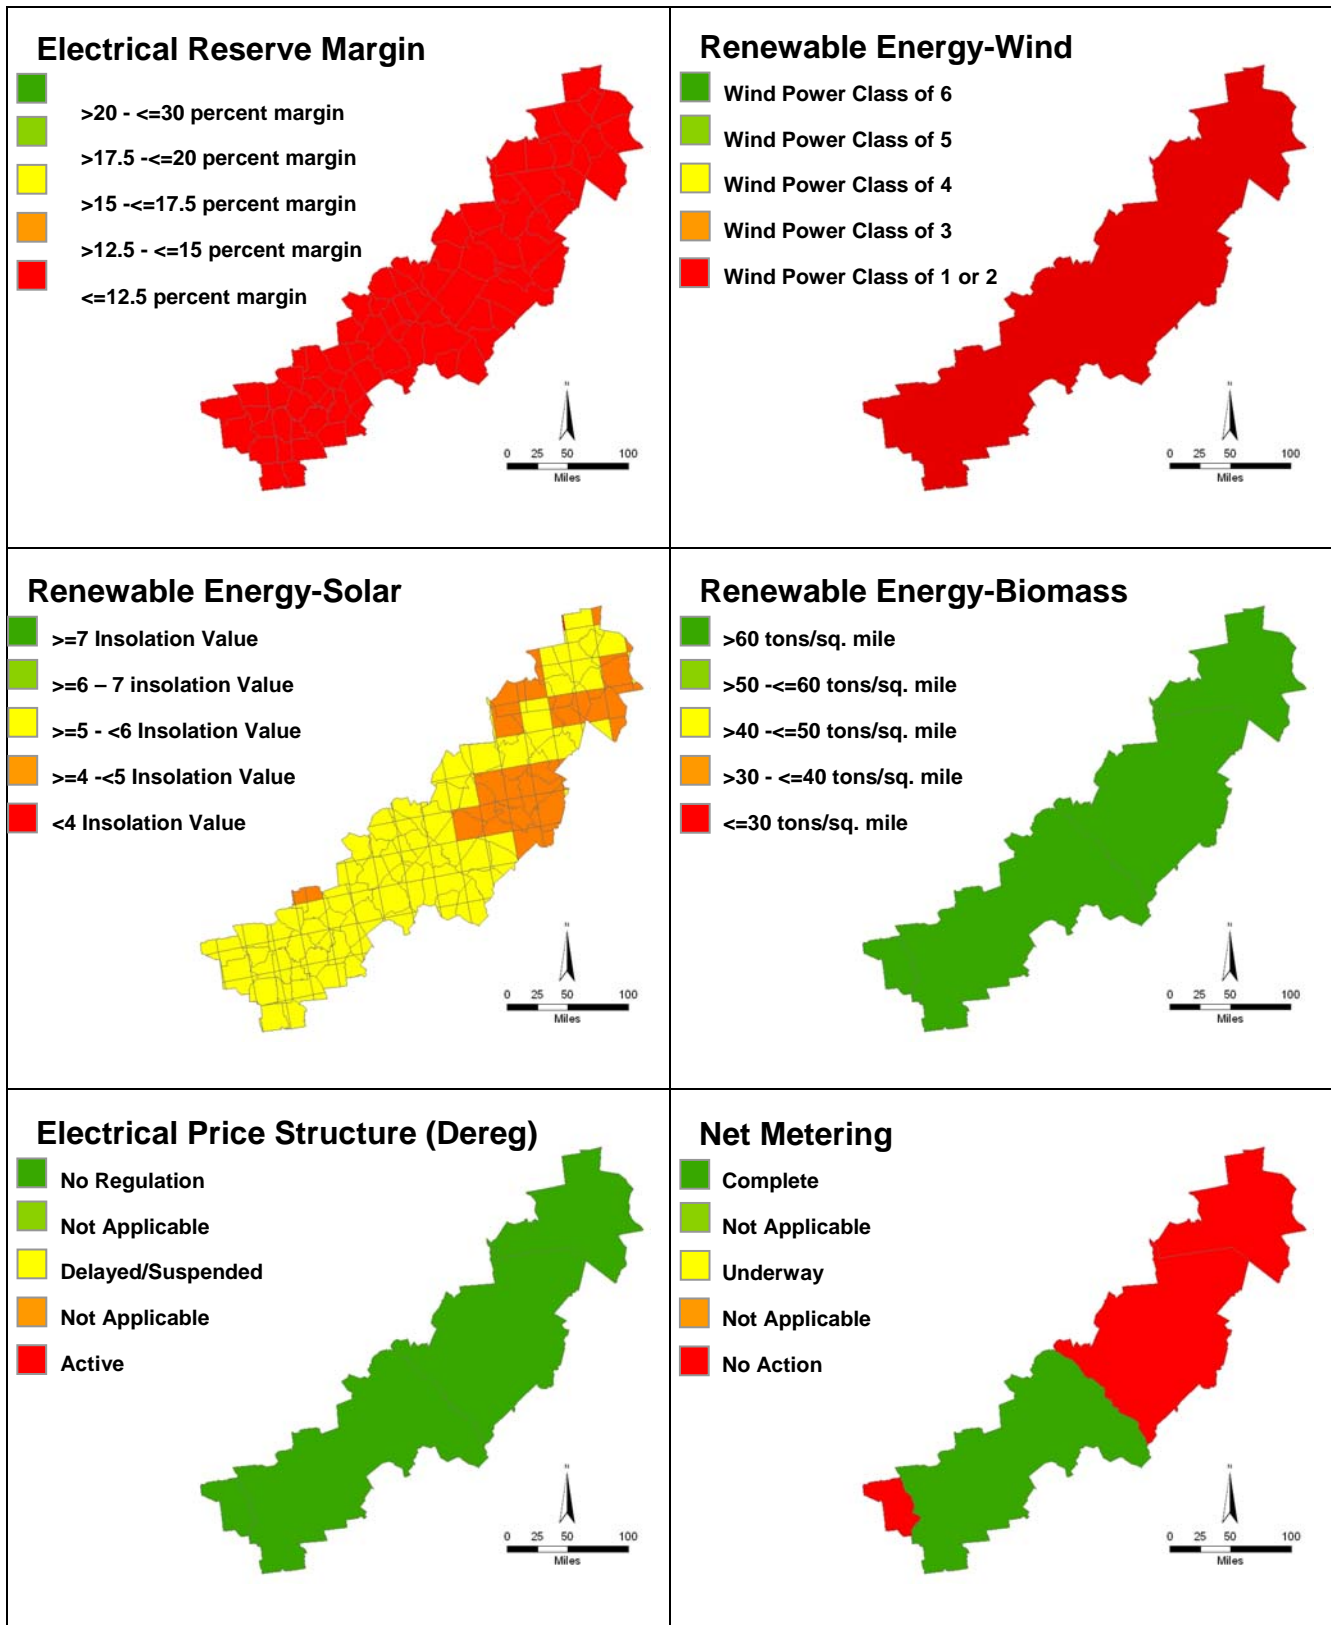 Electrical Reserve Margin
>20 - <=30 percent margin
>17.5 -<=20 percent margin
>15 -<=17.5 percent margin
>12.5 - <=15 percent margin
<=12.5 percent margin
N
0 25 50 100
Miles
Renewable Energy-Wind
Wind Power Class of 6
Wind Power Class of 5
Wind Power Class of 4
Wind Power Class of 3
Wind Power Class of 1 or 2
N
0 25 50 100
Miles
Renewable Energy-Solar
>=7 Insolation Value
>=6 – 7 insolation Value
>=5 - <6 Insolation Value
>=4 -<5 Insolation Value
<4 Insolation Value
N
0 25 50 100
Miles
Renewable Energy-Biomass
>60 tons/sq. mile
>50 -<=60 tons/sq. mile
>40 -<=50 tons/sq. mile
>30 - <=40 tons/sq. mile
<=30 tons/sq. mile
N
0 25 50 100
Miles
Electrical Price Structure (Dereg)
No Regulation
Not Applicable
Delayed/Suspended
Not Applicable
Active
N
0 25 50 100
Miles
Net Metering
Complete
Not Applicable
Underway
Not Applicable
No Action
N
0 25 50 100
Miles